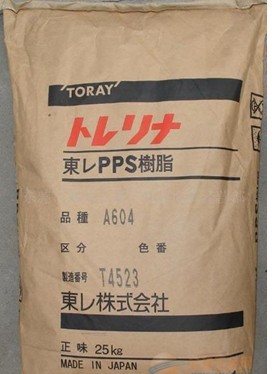 TORAY
トレリナ
東レPPS樹脂
品種 A604
区分 色番
製造番号 T4523
東レ株式会社
正味 25kg
MADE IN JAPAN